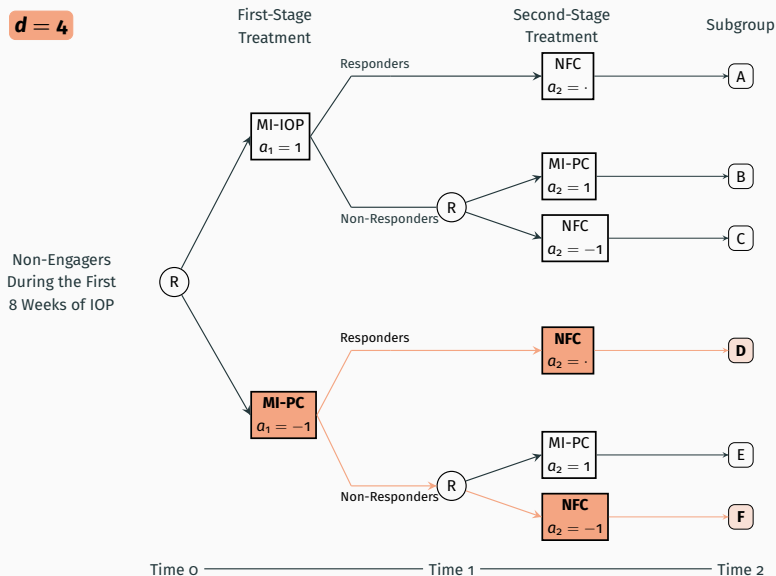 d = 4
First-Stage
Treatment
Second-Stage
Treatment
Subgroup
Responders
NFC
a₂ = ·
A
MI-IOP
a₁ = 1
MI-PC
a₂ = 1
B
Non-Responders
R
NFC
a₂ = −1
C
Non-Engagers
During the First
8 Weeks of IOP
R
Responders
NFC
a₂ = ·
D
MI-PC
a₁ = −1
MI-PC
a₂ = 1
E
Non-Responders
R
NFC
a₂ = −1
F
Time 0
Time 1
Time 2